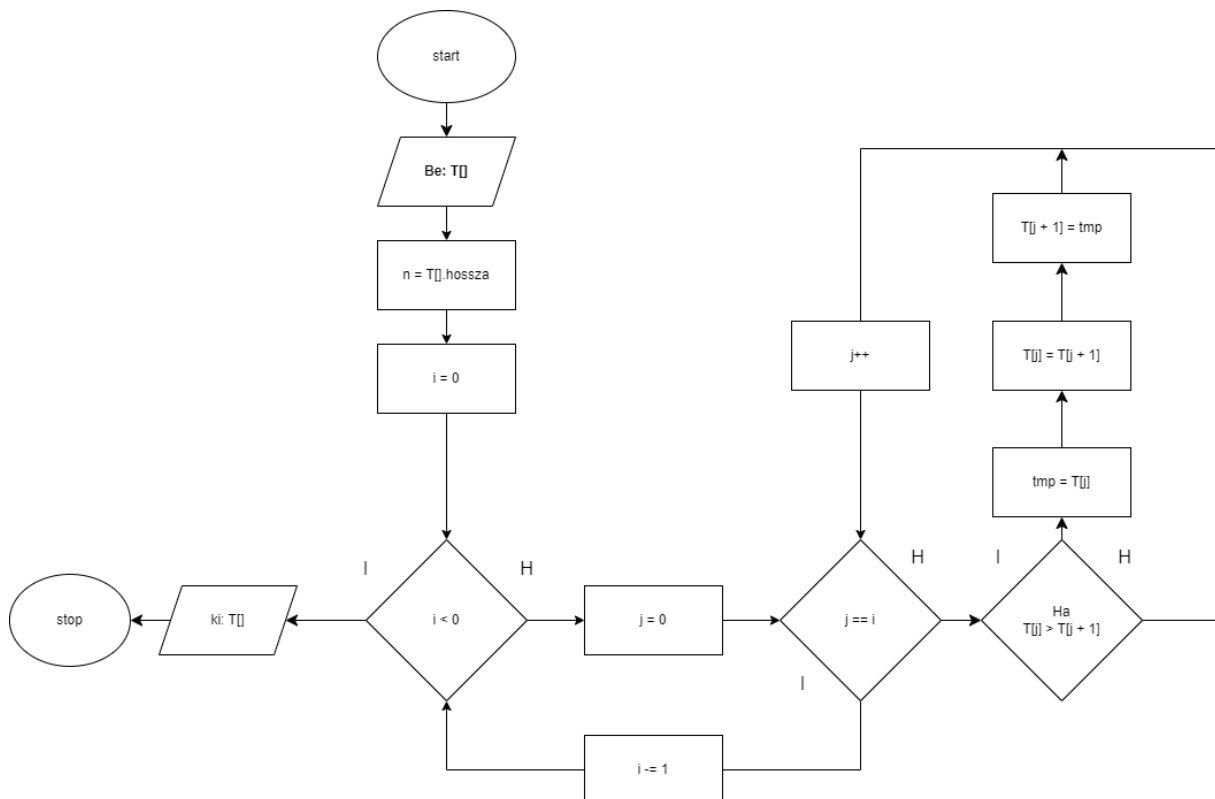 start
Be: T[]
n = T[].hossza
i = 0
i < 0
I
H
ki: T[]
stop
j = 0
j == i
H
I
i -= 1
j++
Ha
T[j] > T[j + 1]
I
H
tmp = T[j]
T[j] = T[j + 1]
T[j + 1] = tmp